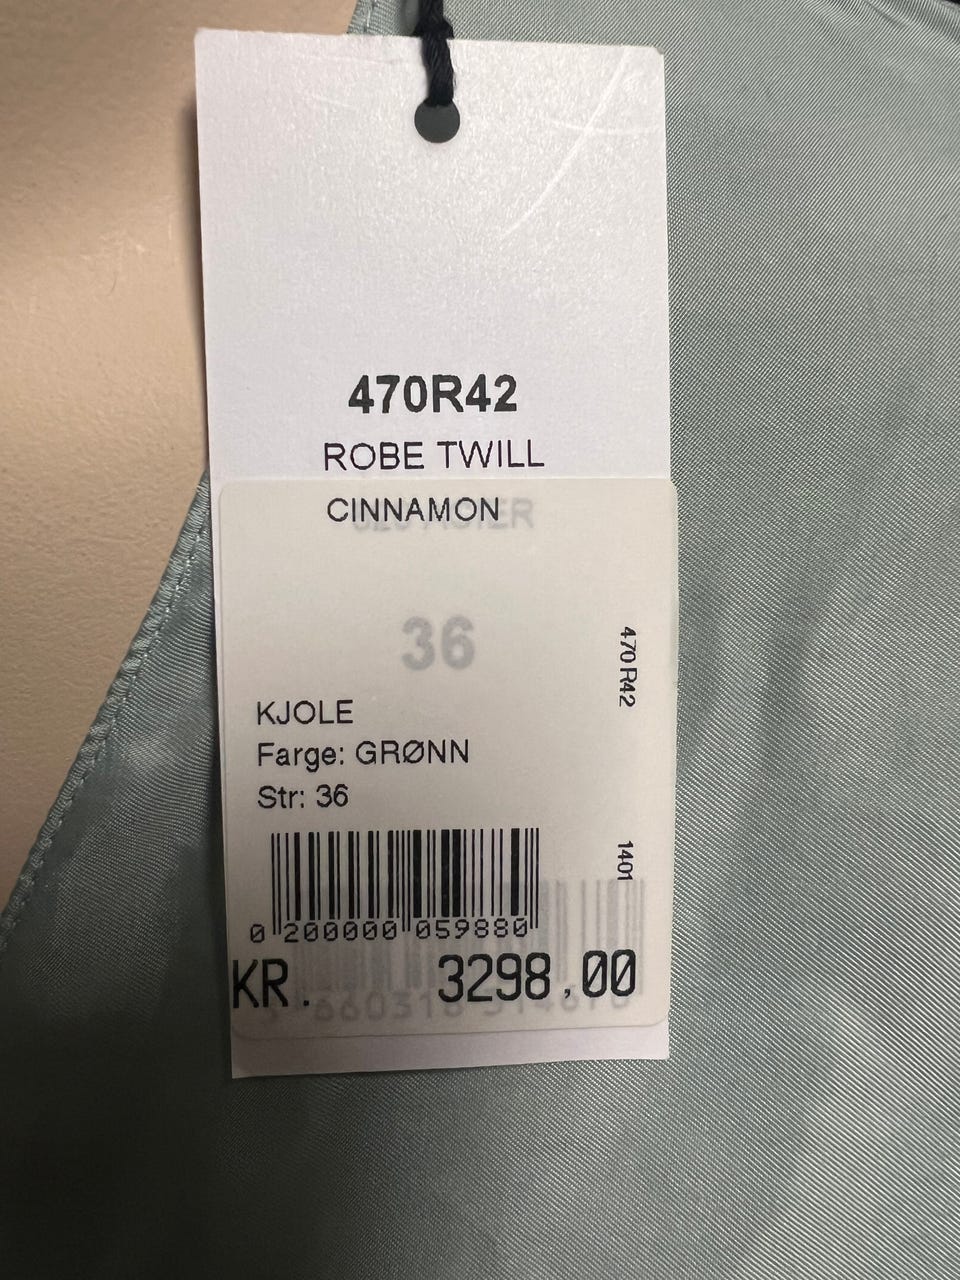 470R42
ROBE TWILL
CINNAMON
36
470 R42
KJOLE
Farge: GRØNN
Str: 36
1401
0 200000 059880
KR. 3298,00